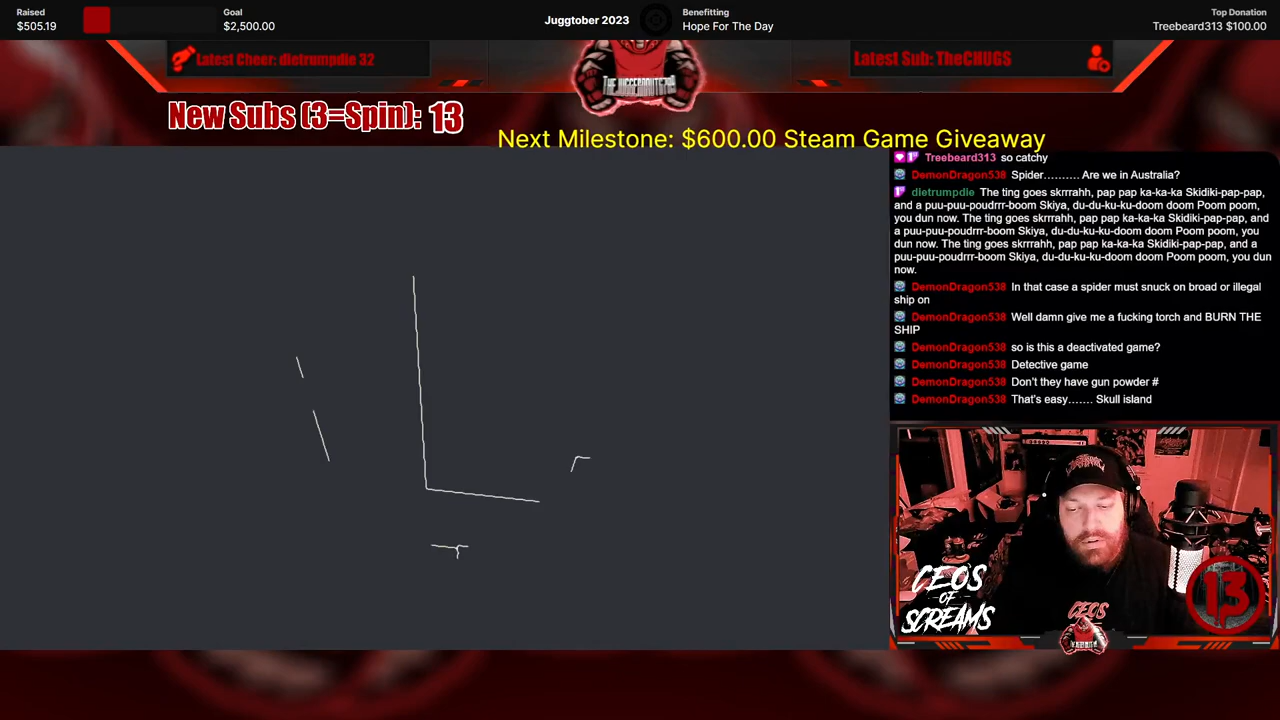 Raised
$505.19
Goal
$2,500.00
Juggtober 2023
Benefitting
Hope For The Day
Top Donation
Treebeard313 $100.00
Latest Cheer: dietrumpdie 32
THEJUGGERNUTS7X9
Latest Sub: TheCHUGS
New Subs (3=Spin): 13
Next Milestone: $600.00 Steam Game Giveaway
Treebeard313 so catchy
DemonDragon538 Spider.......... Are we in Australia?
dietrumpdie The ting goes skrrrahh, pap pap ka-ka-ka Skidiki-pap-pap,
and a puu-puu-poudrrr-boom Skiya, du-du-ku-ku-doom doom Poom poom,
you dun now. The ting goes skrrrahh, pap pap ka-ka-ka Skidiki-pap-pap,
and a puu-puu-poudrrr-boom Skiya, du-du-ku-ku-doom doom Poom poom, you
dun now. The ting goes skrrrahh, pap pap ka-ka-ka Skidiki-pap-pap, and a
puu-puu-poudrrr-boom Skiya, du-du-ku-ku-doom doom Poom poom, you dun
now.
DemonDragon538 In that case a spider must snuck on broad or illegal
ship on
DemonDragon538 Well damn give me a fucking torch and BURN THE
SHIP
DemonDragon538 so is this a deactivated game?
DemonDragon538 Detective game
DemonDragon538 Don't they have gun powder #
DemonDragon538 That's easy....... Skull island
CEOS
OF
SCREAMS
CEOS
13